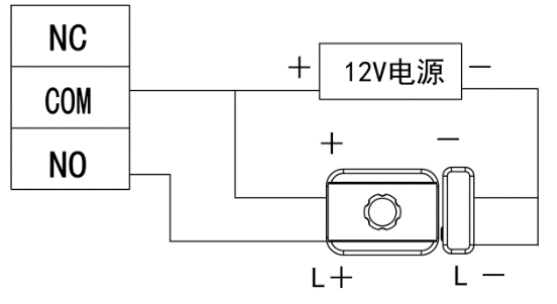 NC
+ 12V电源 −
COM
+ −
NO
L+ L−